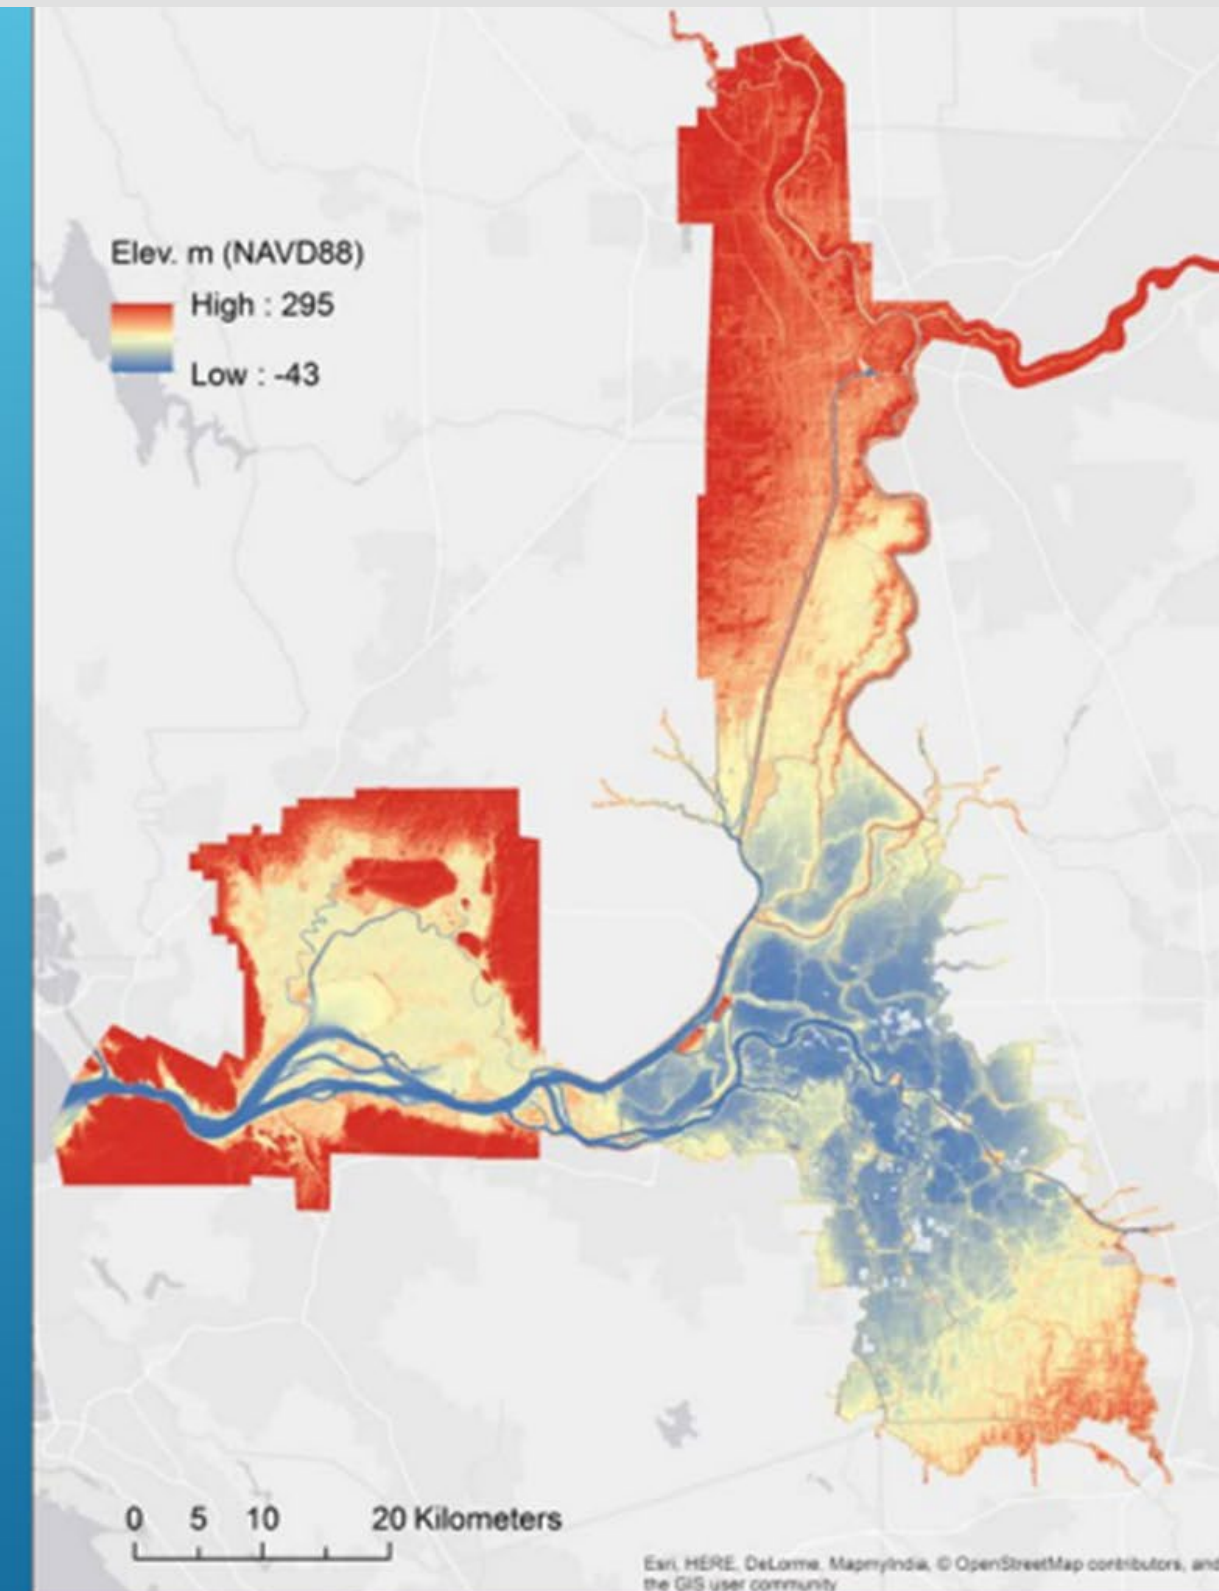 Elev. m (NAVD88)
High : 295
Low : -43
0 5 10 20 Kilometers
Esri, HERE, DeLorme, MapmyIndia, © OpenStreetMap contributors, and
the GIS user community